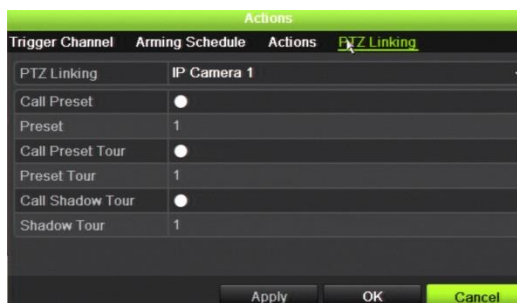 Actions
Trigger Channel Arming Schedule Actions PTZ Linking
PTZ Linking IP Camera 1
Call Preset
Preset 1
Call Preset Tour
Preset Tour 1
Call Shadow Tour
Shadow Tour 1
Apply OK Cancel